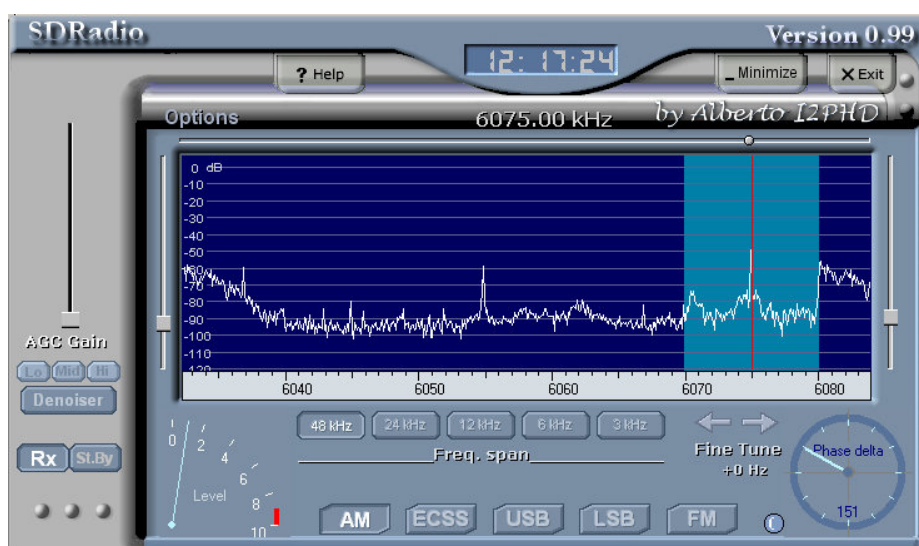 SDRadio
Version 0.99
12:17:24
? Help
Minimize
X Exit
Options
6075.00 kHz
by Alberto I2PHD
0 dB
-10
-20
-30
-40
-50
-60
-70
-80
-90
-100
-110
-120
6040 6050 6060 6070 6080
AGC Gain
Lo Mid Hi
Denoiser
Rx St.By
0 2 4 6 8 10
Level
48 kHz 24 kHz 12 kHz 6 kHz 3 kHz
Freq. span
Fine Tune
+0 Hz
Phase delta
151
AM ECSS USB LSB FM